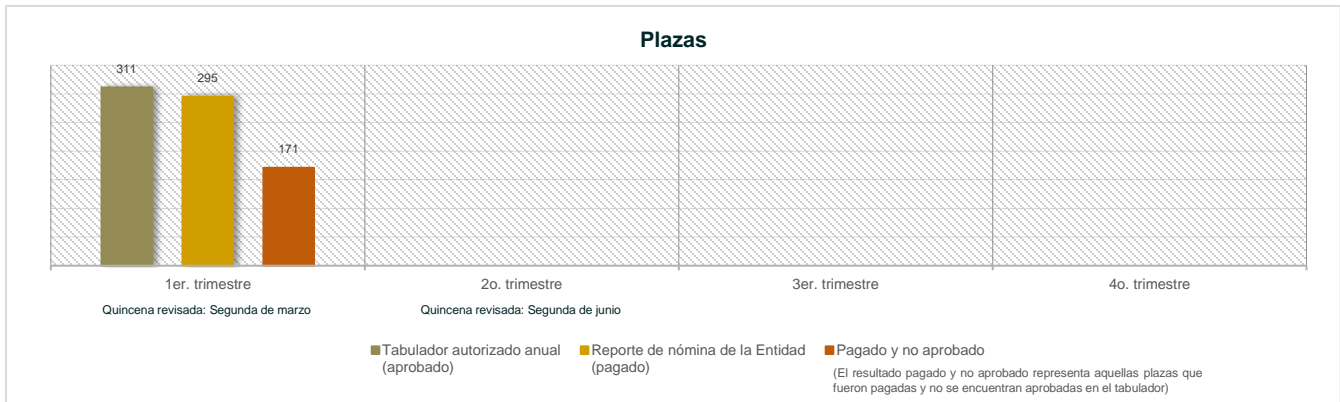 Plazas
311
295
171
1er. trimestre
2o. trimestre
3er. trimestre
4o. trimestre
Quincena revisada: Segunda de marzo
Quincena revisada: Segunda de junio
Tabulador autorizado anual
(aprobado)
Reporte de nómina de la Entidad
(pagado)
Pagado y no aprobado
(El resultado pagado y no aprobado representa aquellas plazas que
fueron pagadas y no se encuentran aprobadas en el tabulador)